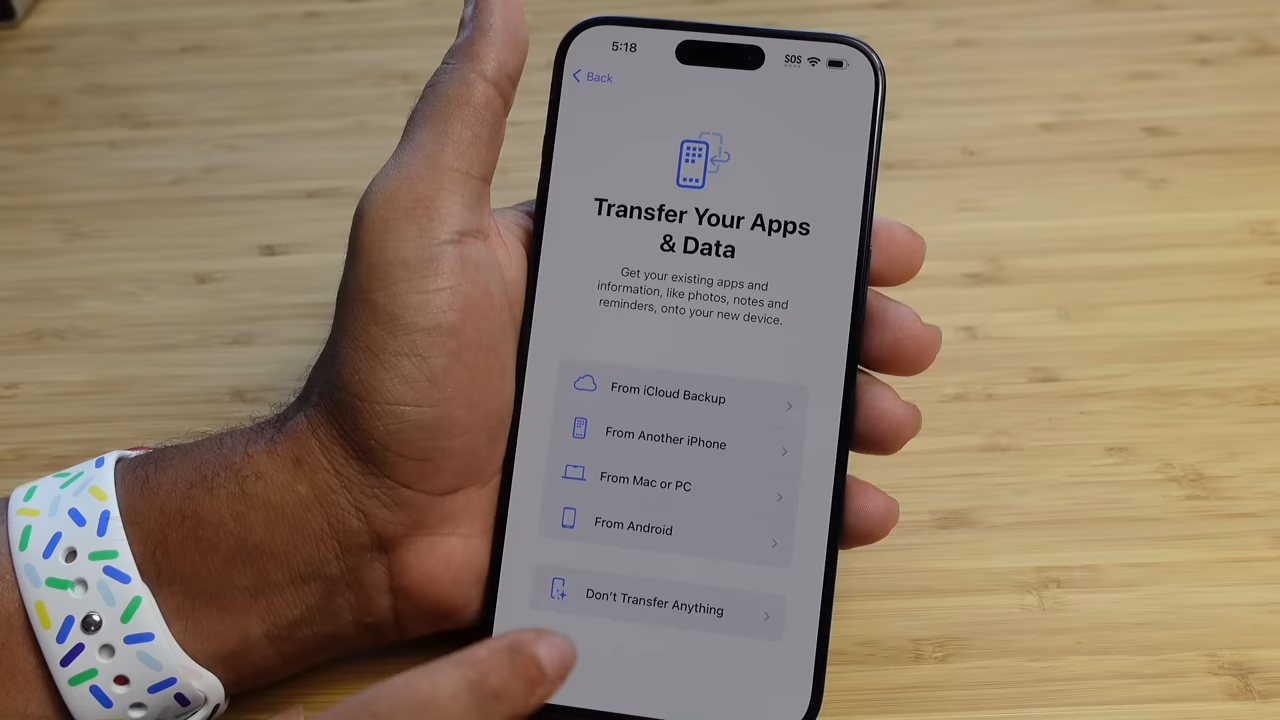 5:18
SOS
Back
Transfer Your Apps
& Data
Get your existing apps and
information, like photos, notes and
reminders, onto your new device.
From iCloud Backup
From Another iPhone
From Mac or PC
From Android
Don't Transfer Anything